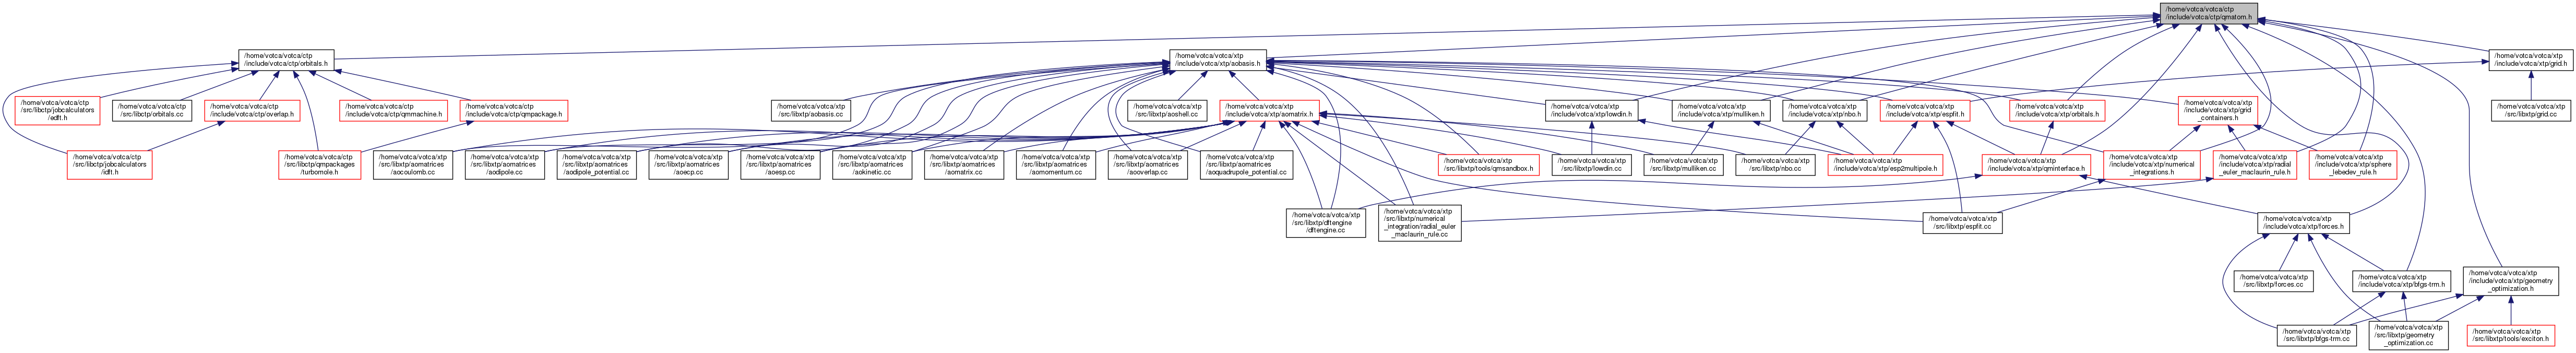 /home/votca/votca/ctp
/include/votca/ctp/qmatom.h
/home/votca/votca/ctp
/include/votca/ctp/orbitals.h
/home/votca/votca/xtp
/include/votca/xtp/aobasis.h
/home/votca/votca/xtp
/include/votca/xtp/grid.h
/home/votca/votca/ctp
/src/libctp/jobcalculators
/edft.h
/home/votca/votca/ctp
/src/libctp/orbitals.cc
/home/votca/votca/ctp
/include/votca/ctp/overlap.h
/home/votca/votca/ctp
/include/votca/ctp/qmmachine.h
/home/votca/votca/ctp
/include/votca/ctp/qmpackage.h
/home/votca/votca/xtp
/src/libxtp/aobasis.cc
/home/votca/votca/xtp
/src/libxtp/aoshell.cc
/home/votca/votca/xtp
/include/votca/xtp/aomatrix.h
/home/votca/votca/xtp
/include/votca/xtp/lowdin.h
/home/votca/votca/xtp
/include/votca/xtp/mulliken.h
/home/votca/votca/xtp
/include/votca/xtp/nbo.h
/home/votca/votca/xtp
/include/votca/xtp/espfit.h
/home/votca/votca/xtp
/include/votca/xtp/orbitals.h
/home/votca/votca/xtp
/include/votca/xtp/grid
_containers.h
/home/votca/votca/xtp
/src/libxtp/grid.cc
/home/votca/votca/ctp
/src/libctp/jobcalculators
/idft.h
/home/votca/votca/ctp
/src/libctp/qmpackages
/turbomole.h
/home/votca/votca/xtp
/src/libxtp/aomatrices
/aocoulomb.cc
/home/votca/votca/xtp
/src/libxtp/aomatrices
/aodipole.cc
/home/votca/votca/xtp
/src/libxtp/aomatrices
/aodipole_potential.cc
/home/votca/votca/xtp
/src/libxtp/aomatrices
/aoecp.cc
/home/votca/votca/xtp
/src/libxtp/aomatrices
/aoesp.cc
/home/votca/votca/xtp
/src/libxtp/aomatrices
/aokinetic.cc
/home/votca/votca/xtp
/src/libxtp/aomatrices
/aomatrix.cc
/home/votca/votca/xtp
/src/libxtp/aomatrices
/aomomentum.cc
/home/votca/votca/xtp
/src/libxtp/aomatrices
/aooverlap.cc
/home/votca/votca/xtp
/src/libxtp/aomatrices
/aoquadrupole_potential.cc
/home/votca/votca/xtp
/src/libxtp/tools/qmsandbox.h
/home/votca/votca/xtp
/src/libxtp/lowdin.cc
/home/votca/votca/xtp
/src/libxtp/mulliken.cc
/home/votca/votca/xtp
/src/libxtp/nbo.cc
/home/votca/votca/xtp
/include/votca/xtp/esp2multipole.h
/home/votca/votca/xtp
/include/votca/xtp/qminterface.h
/home/votca/votca/xtp
/include/votca/xtp/numerical
_integrations.h
/home/votca/votca/xtp
/include/votca/xtp/radial
_euler_maclaurin_rule.h
/home/votca/votca/xtp
/include/votca/xtp/sphere
_lebedev_rule.h
/home/votca/votca/xtp
/src/libxtp/dftengine
/dftengine.cc
/home/votca/votca/xtp
/src/libxtp/numerical
_integration/radial_euler
_maclaurin_rule.cc
/home/votca/votca/xtp
/src/libxtp/espfit.cc
/home/votca/votca/xtp
/include/votca/xtp/forces.h
/home/votca/votca/xtp
/src/libxtp/forces.cc
/home/votca/votca/xtp
/include/votca/xtp/bfgs-trm.h
/home/votca/votca/xtp
/include/votca/xtp/geometry
_optimization.h
/home/votca/votca/xtp
/src/libxtp/bfgs-trm.cc
/home/votca/votca/xtp
/src/libxtp/geometry
_optimization.cc
/home/votca/votca/xtp
/src/libxtp/tools/exciton.h